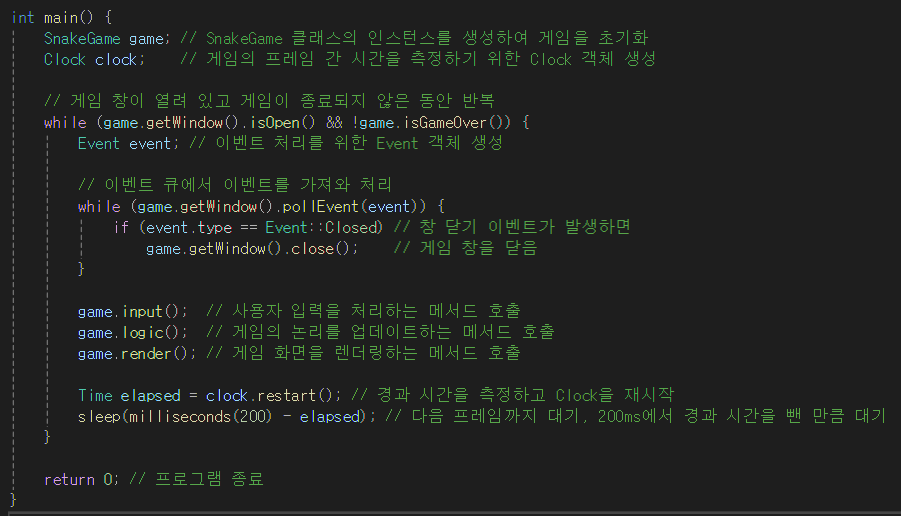 int main() {
SnakeGame game; // SnakeGame 클래스의 인스턴스를 생성하여 게임을 초기화
Clock clock;    // 게임의 프레임 간 시간을 측정하기 위한 Clock 객체 생성
// 게임 창이 열려 있고 게임이 종료되지 않은 동안 반복
while (game.getWindow().isOpen() && !game.isGameOver()) {
Event event; // 이벤트 처리를 위한 Event 객체 생성
// 이벤트 큐에서 이벤트를 가져와 처리
while (game.getWindow().pollEvent(event)) {
if (event.type == Event::Closed) // 창 닫기 이벤트가 발생하면
game.getWindow().close();    // 게임 창을 닫음
}
game.input();  // 사용자 입력을 처리하는 메서드 호출
game.logic();  // 게임의 논리를 업데이트하는 메서드 호출
game.render(); // 게임 화면을 렌더링하는 메서드 호출
Time elapsed = clock.restart(); // 경과 시간을 측정하고 Clock을 재시작
sleep(milliseconds(200) - elapsed); // 다음 프레임까지 대기, 200ms에서 경과 시간을 뺀 만큼 대기
}
return 0; // 프로그램 종료
}